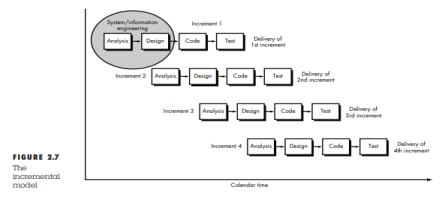 System/information
engineering
Increment 1
Analysis Design Code Test
Delivery of
1st increment
Increment 2 Analysis Design Code Test
Delivery of
2nd increment
Increment 3 Analysis Design Code Test
Delivery of
3rd increment
Increment 4 Analysis Design Code Test
Delivery of
4th increment
FIGURE 2.7
The
incremental
model
Calendar time